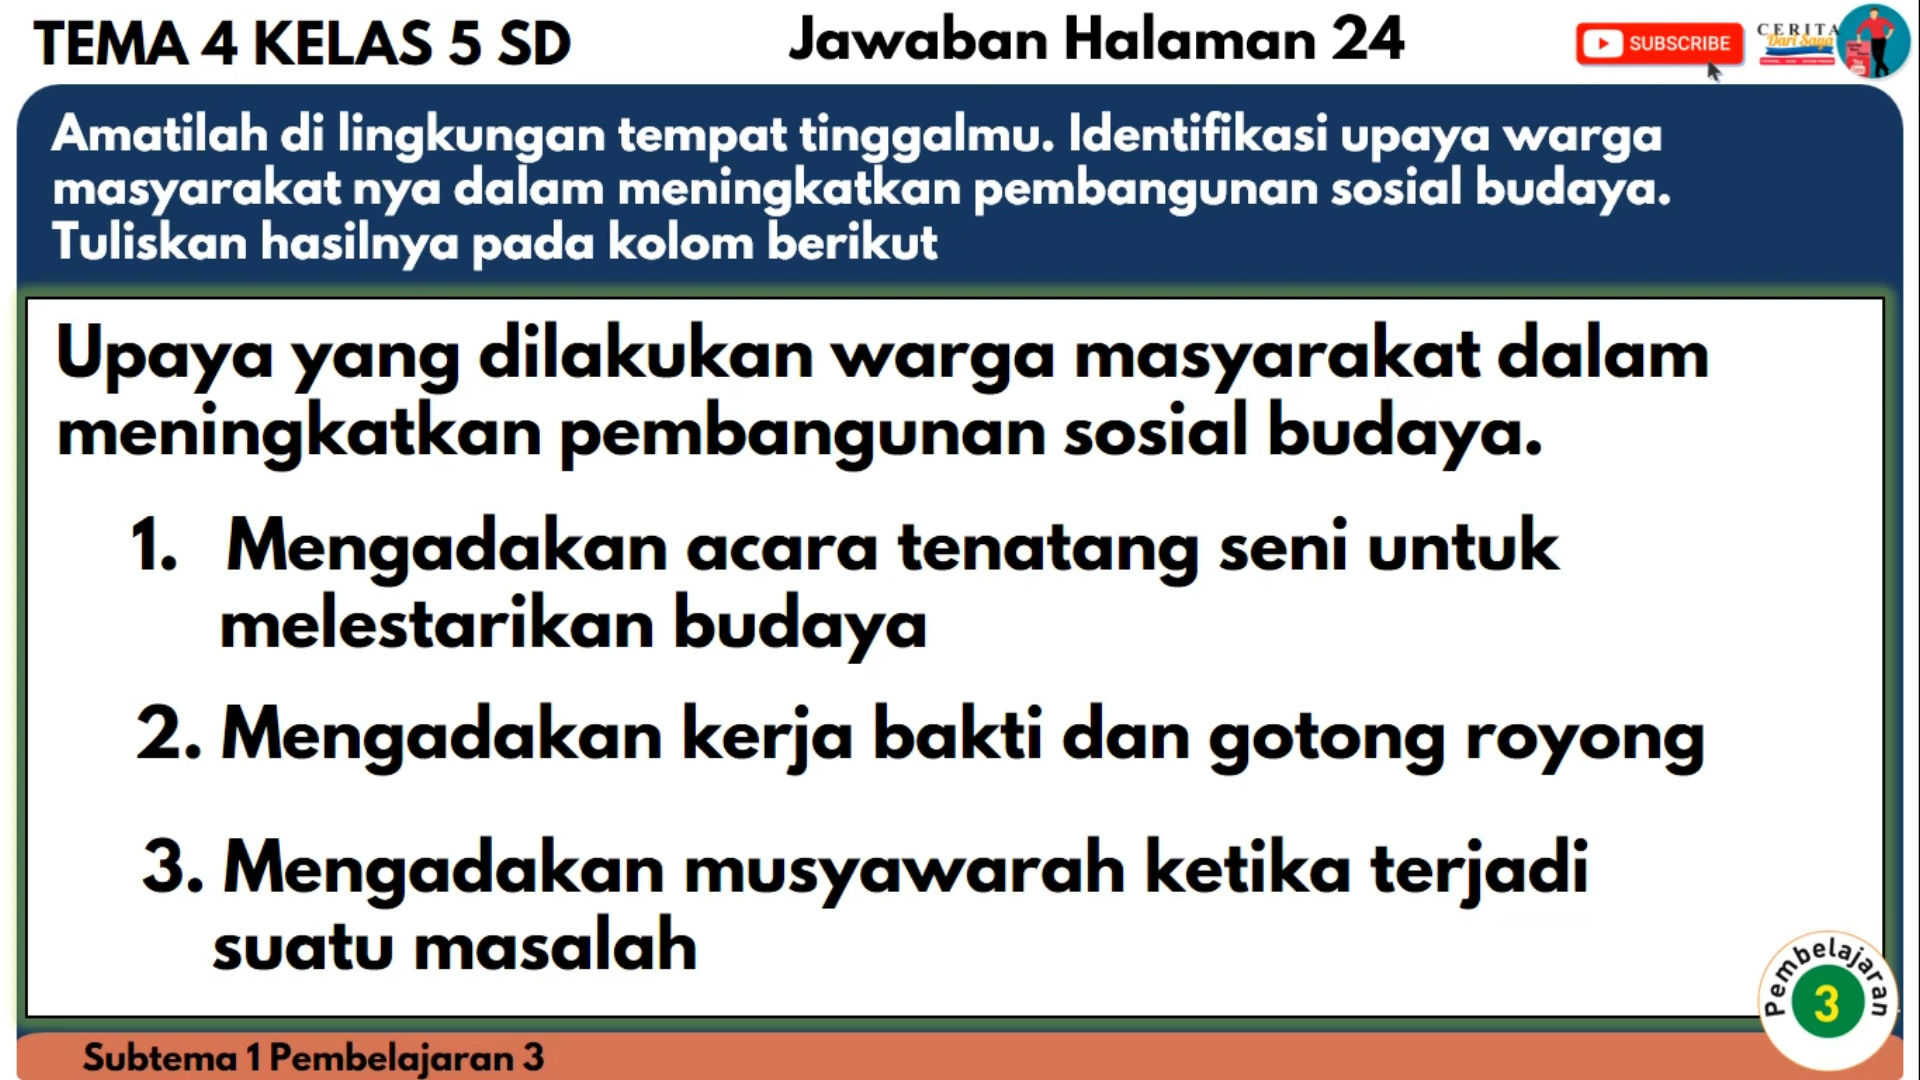 TEMA 4 KELAS 5 SD
Jawaban Halaman 24
SUBSCRIBE
CERITA
Dari Saya
Amatilah di lingkungan tempat tinggalmu. Identifikasi upaya warga
masyarakat nya dalam meningkatkan pembangunan sosial budaya.
Tuliskan hasilnya pada kolom berikut
Upaya yang dilakukan warga masyarakat dalam
meningkatkan pembangunan sosial budaya.
1. Mengadakan acara tenatang seni untuk
melestarikan budaya
2. Mengadakan kerja bakti dan gotong royong
3. Mengadakan musyawarah ketika terjadi
suatu masalah
Pembelajaran
3
Subtema 1 Pembelajaran 3